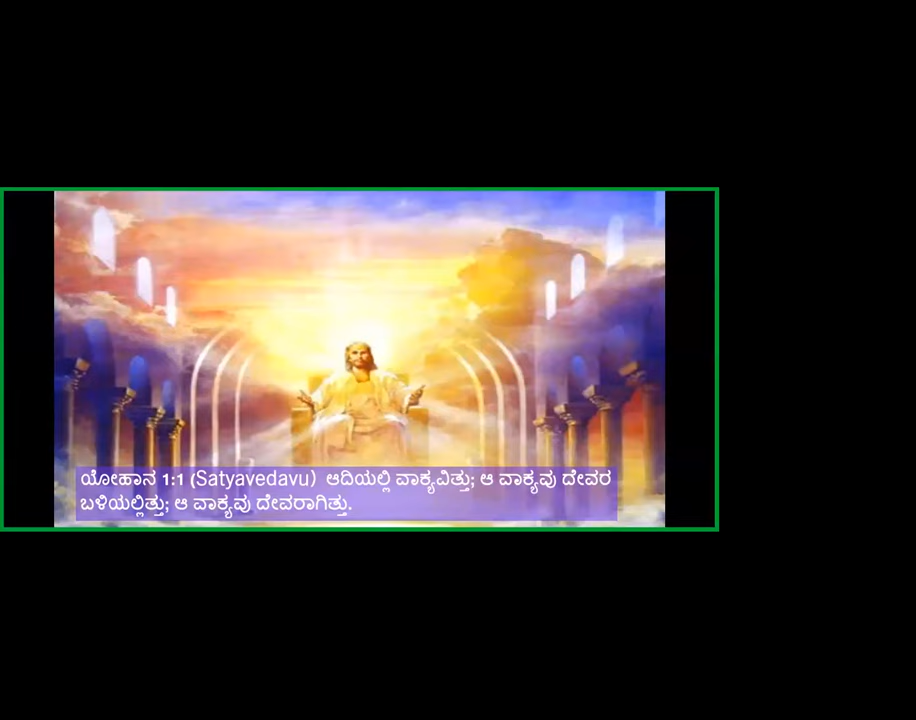 ಯೋಹಾನ 1:1 (Satyavedavu) ಆದಿಯಲ್ಲಿ ವಾಕ್ಯವಿತ್ತು; ಆ ವಾಕ್ಯವು ದೇವರ
ಬಳಿಯಲ್ಲಿತ್ತು; ಆ ವಾಕ್ಯವು ದೇವರಾಗಿತ್ತು.